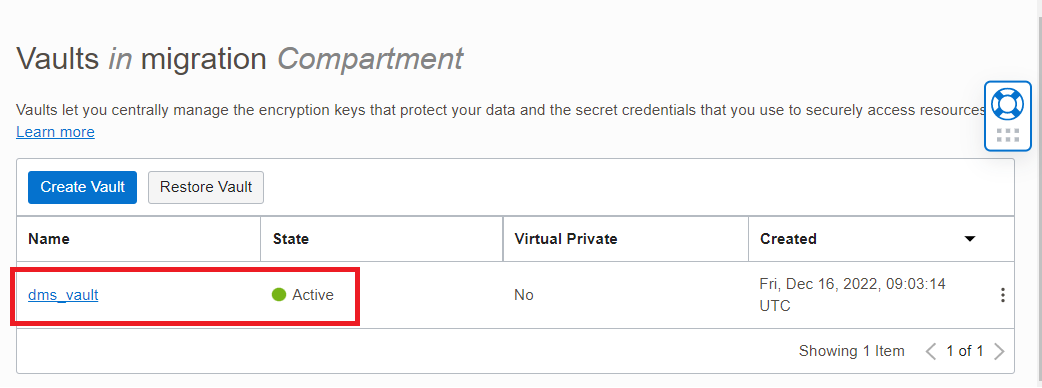 Vaults in migration Compartment
Vaults let you centrally manage the encryption keys that protect your data and the secret credentials that you use to securely access resources
Learn more
Create Vault Restore Vault
Name State Virtual Private Created
dms_vault Active No Fri, Dec 16, 2022, 09:03:14
UTC
Showing 1 Item 1 of 1